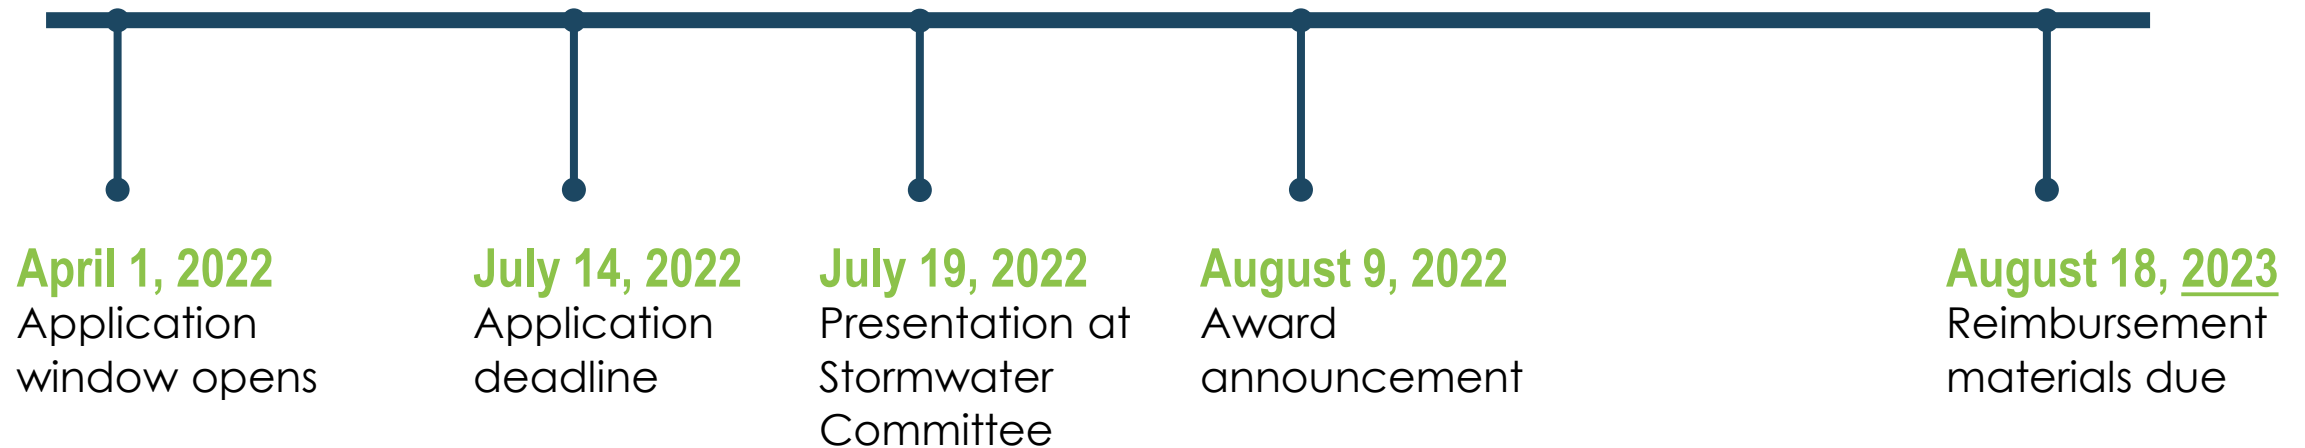 April 1, 2022
Application
window opens
July 14, 2022
Application
deadline
July 19, 2022
Presentation at
Stormwater
Committee
August 9, 2022
Award
announcement
August 18, 2023
Reimbursement
materials due